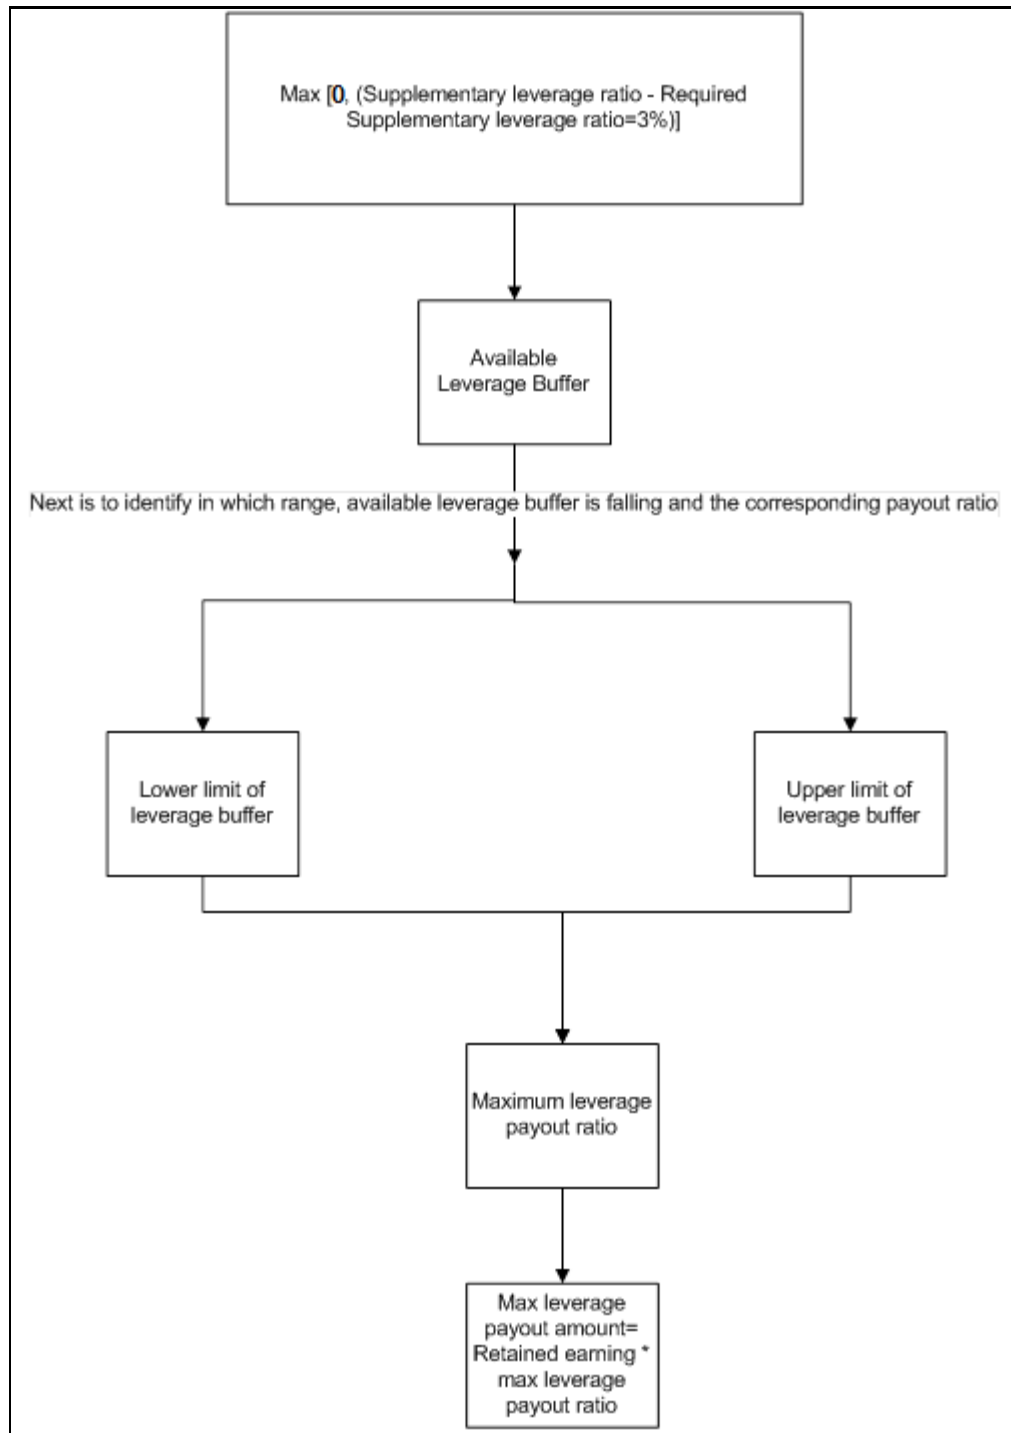 Max [0, (Supplementary leverage ratio - Required
Supplementary leverage ratio=3%)]
Available
Leverage Buffer
Next is to identify in which range, available leverage buffer is falling and the corresponding payout ratio
Lower limit of
leverage buffer
Upper limit of
leverage buffer
Maximum leverage
payout ratio
Max leverage
payout amount=
Retained earning *
max leverage
payout ratio